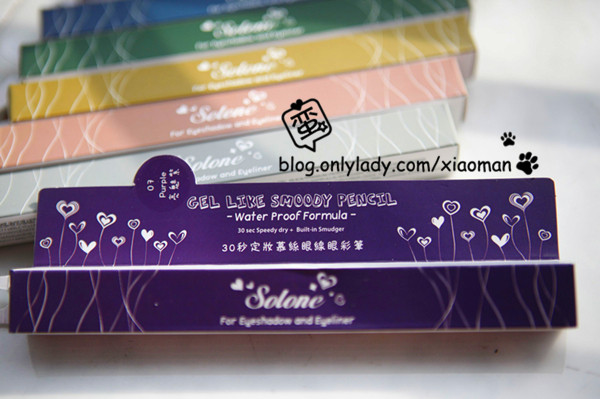 Solone
For Eyeshadow and Eyeliner
Solone
For Eyeshadow and Eyeliner
Solone
蛮
blog.onlylady.com/xiaoman
07
Purple
GEL LIKE SMOODY PENCIL
- Water Proof Formula -
30 sec Speedy dry + Built-in Smudger
30秒定妝慕絲眼線眼彩筆
Solone
For Eyeshadow and Eyeliner